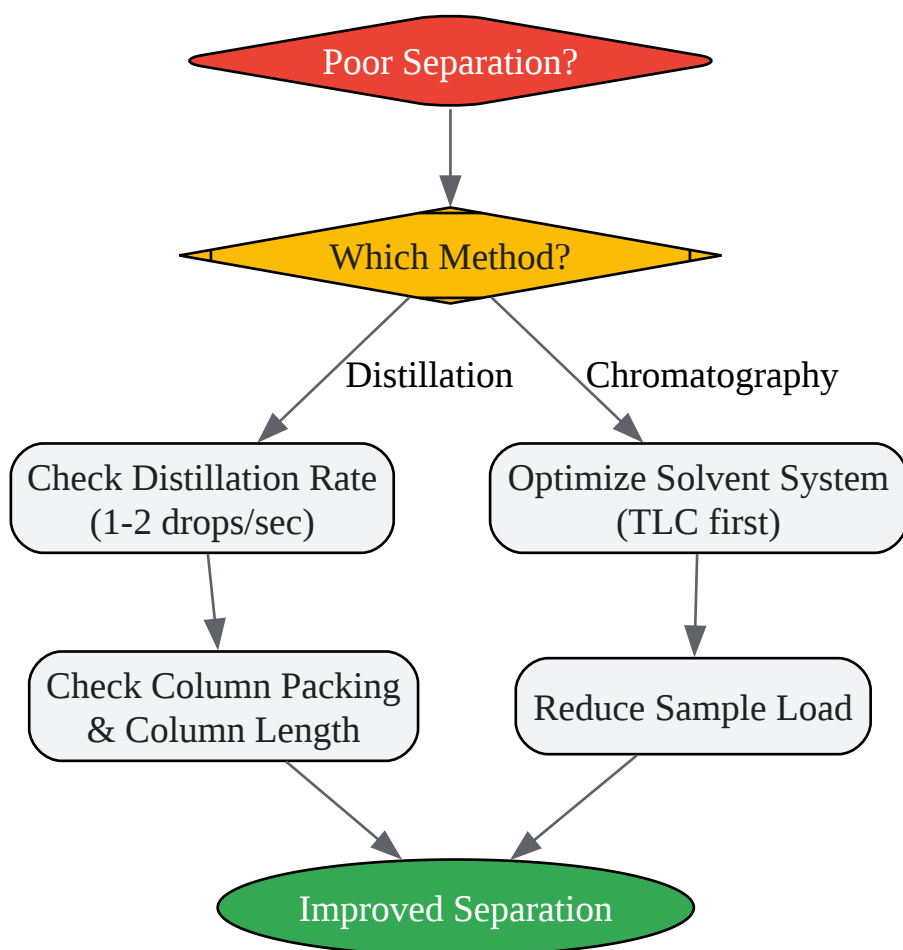 Poor Separation?
Which Method?
Distillation
Chromatography
Check Distillation Rate
(1-2 drops/sec)
Optimize Solvent System
(TLC first)
Check Column Packing
& Column Length
Reduce Sample Load
Improved Separation